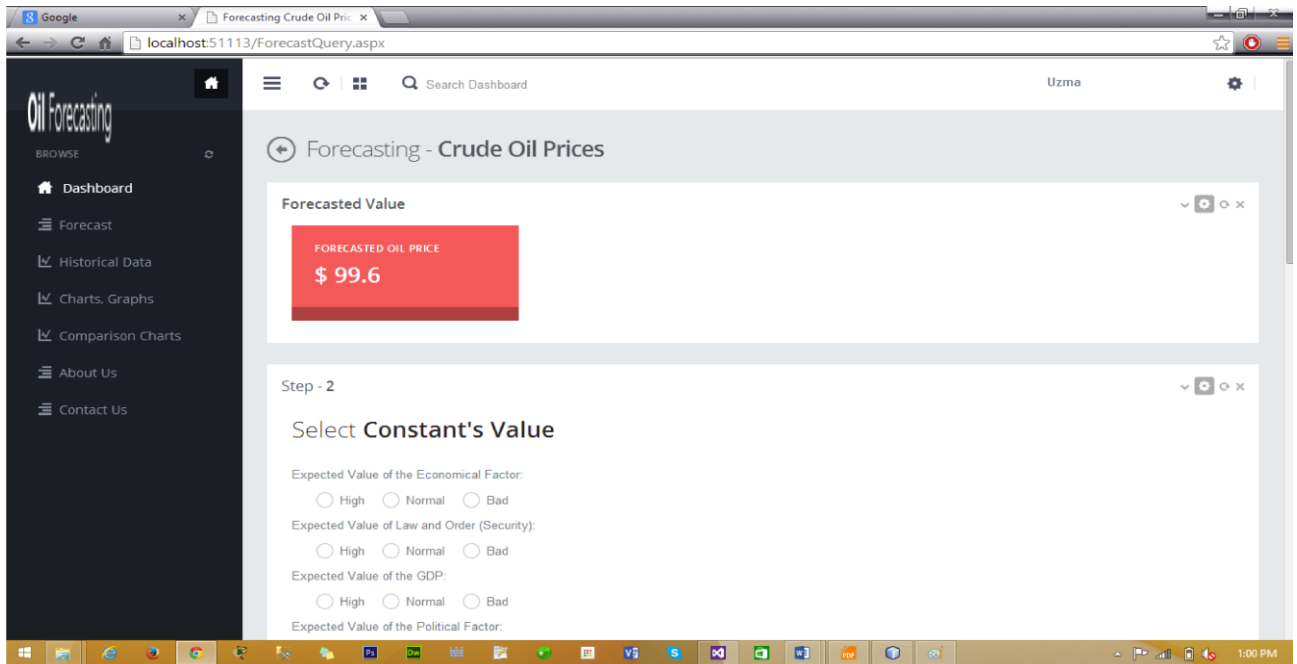 Google
Forecasting Crude Oil Pric
localhost:51113/ForecastQuery.aspx
Oil Forecasting
Search Dashboard
Uzma
BROWSE
Dashboard
Forecast
Historical Data
Charts, Graphs
Comparison Charts
About Us
Contact Us
Forecasting - Crude Oil Prices
Forecasted Value
FORECASTED OIL PRICE
$ 99.6
Step - 2
Select Constant's Value
Expected Value of the Economical Factor:
High Normal Bad
Expected Value of Law and Order (Security):
High Normal Bad
Expected Value of the GDP:
High Normal Bad
Expected Value of the Political Factor:
1:00 PM